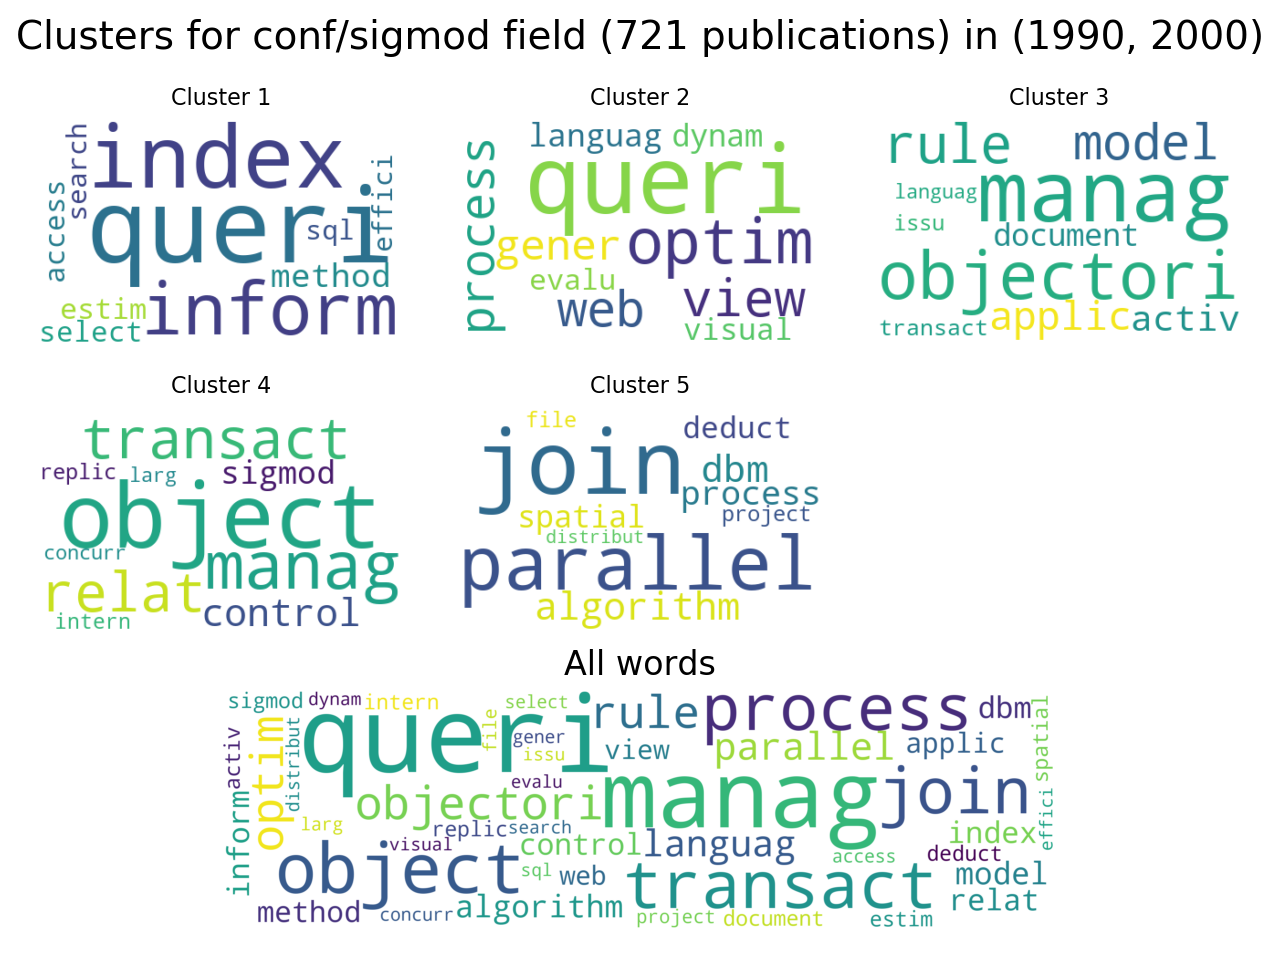 Clusters for conf/sigmod field (721 publications) in (1990, 2000)
Cluster 1
search
index
access
queri
sql
effici
method
estim
inform
select
Cluster 2
languag
dynam
process
queri
gener
optim
evalu
web
view
visual
Cluster 3
rule
model
languag
manag
issu
document
objectori
transact
applic
activ
Cluster 4
transact
replic
larg
sigmod
object
concurr
manag
relat
control
intern
Cluster 5
file
deduct
join
dbm
process
spatial
project
distribut
parallel
algorithm
All words
sigmod
dynam
intern
select
process
dbm
spatial
queri
rule
file
gener
issu
view
parallel
applic
activ
optim
distribut
evalu
manag
join
objectori
inform
larg
replic
search
control
languag
index
effici
visual
object
sql
web
access
deduct
transact
model
relat
method
concurr
algorithm
project
document
estim